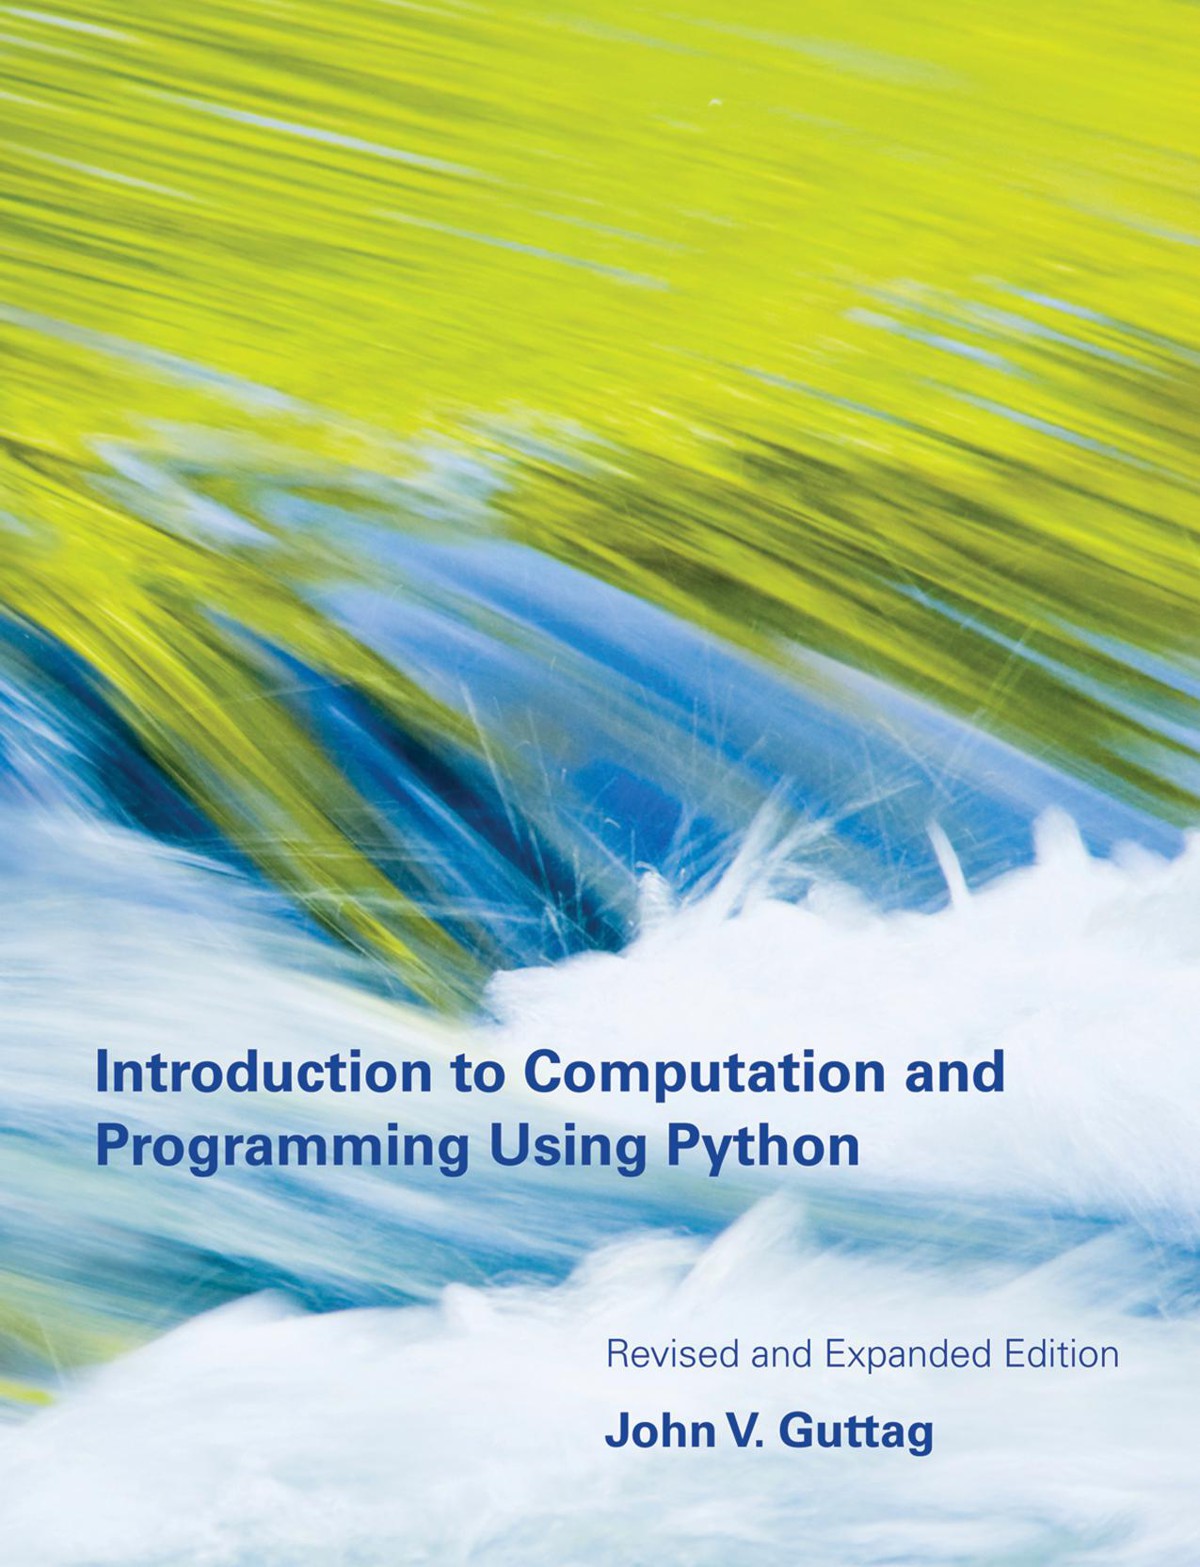 Introduction to Computation and
Programming Using Python
Revised and Expanded Edition
John V. Guttag